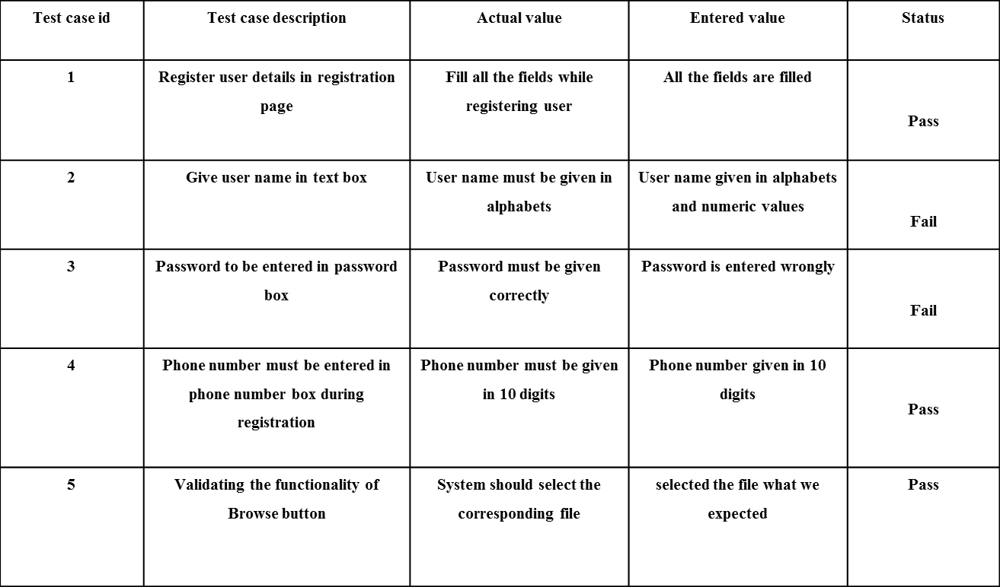 Test case id
Test case description
Actual value
Entered value
Status
1
Register user details in registration
page
Fill all the fields while
registering user
All the fields are filled
Pass
2
Give user name in text box
User name must be given in
alphabets
User name given in alphabets
and numeric values
Fail
3
Password to be entered in password
box
Password must be given
correctly
Password is entered wrongly
Fail
4
Phone number must be entered in
phone number box during
registration
Phone number must be given
in 10 digits
Phone number given in 10
digits
Pass
5
Validating the functionality of
Browse button
System should select the
corresponding file
selected the file what we
expected
Pass